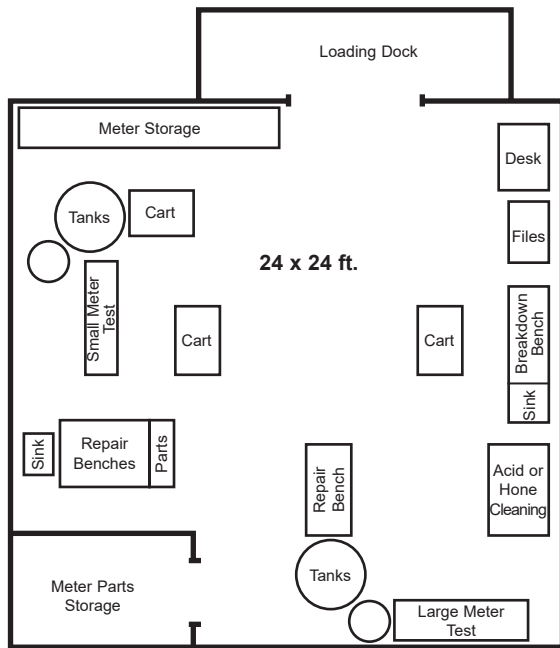 Loading Dock
Meter Storage
Desk
Tanks
Cart
Files
24 x 24 ft.
Small Meter
Test
Cart
Cart
Breakdown
Bench
Sink
Sink
Repair
Benches
Parts
Repair
Bench
Acid or
Hone
Cleaning
Meter Parts
Storage
Tanks
Large Meter
Test